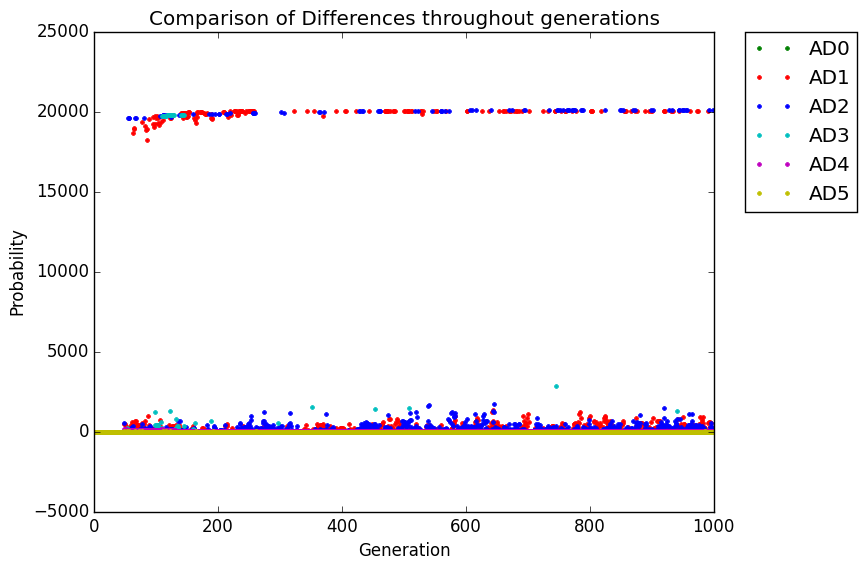 Comparison of Differences throughout generations
25000
20000
15000
10000
5000
0
−5000
0 200 400 600 800 1000
Probability
Generation
AD0
AD1
AD2
AD3
AD4
AD5